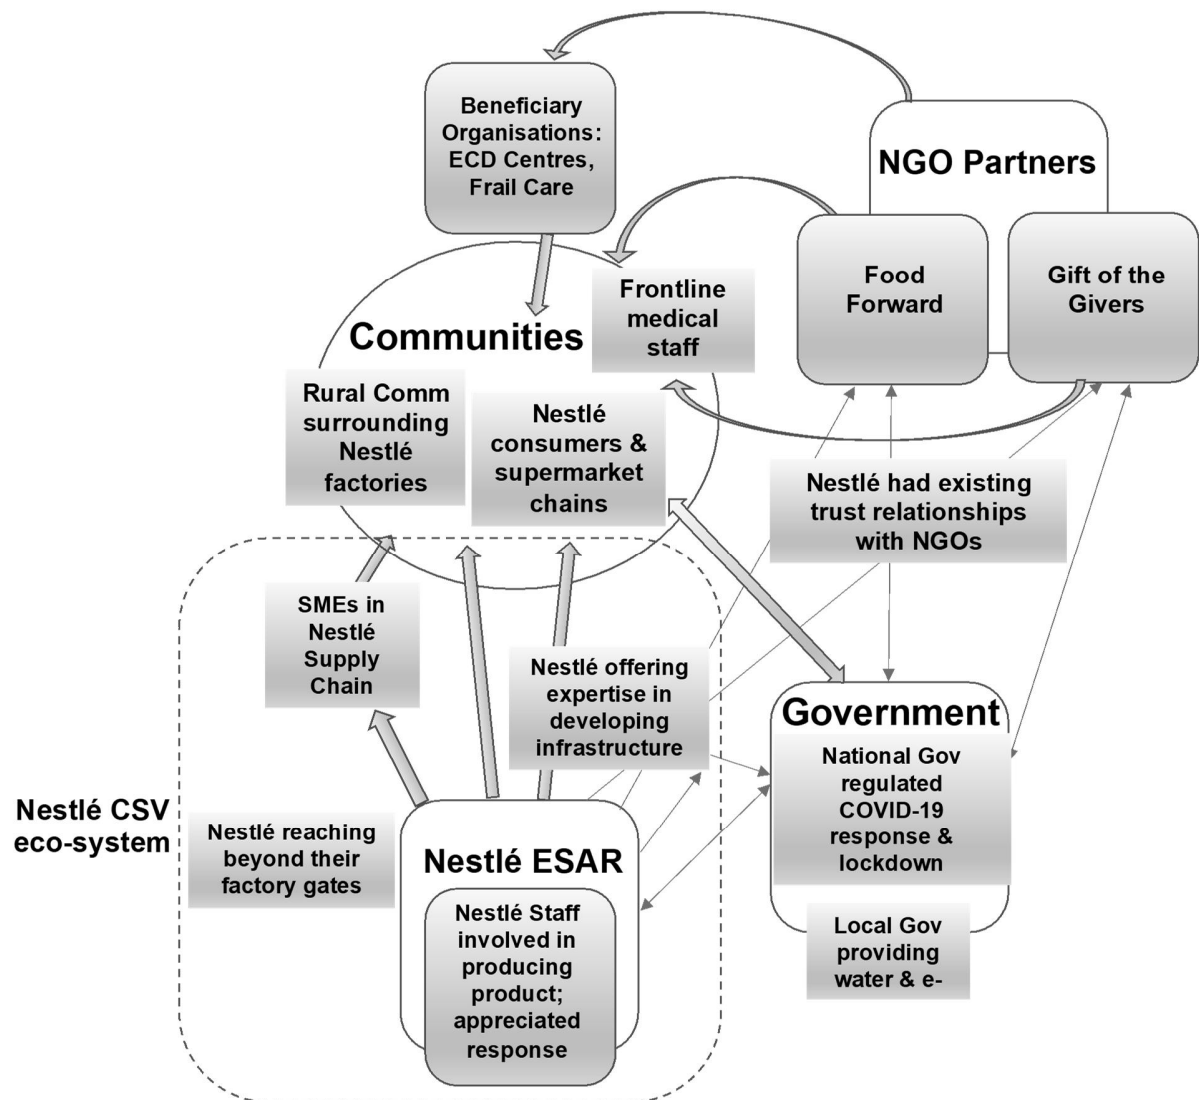 Beneficiary
Organisations:
ECD Centres,
Frail Care
NGO Partners
Food
Forward
Gift of the
Givers
Frontline
medical
staff
Communities
Rural Comm
surrounding
Nestlé
factories
Nestlé
consumers &
supermarket
chains
Nestlé had existing
trust relationships
with NGOs
SMEs in
Nestlé
Supply
Chain
Nestlé offering
expertise in
developing
infrastructure
Government
National Gov
regulated
COVID-19
response &
lockdown
Local Gov
providing
water & e-
Nestlé CSV
eco-system
Nestlé reaching
beyond their
factory gates
Nestlé ESAR
Nestlé Staff
involved in
producing
product;
appreciated
response